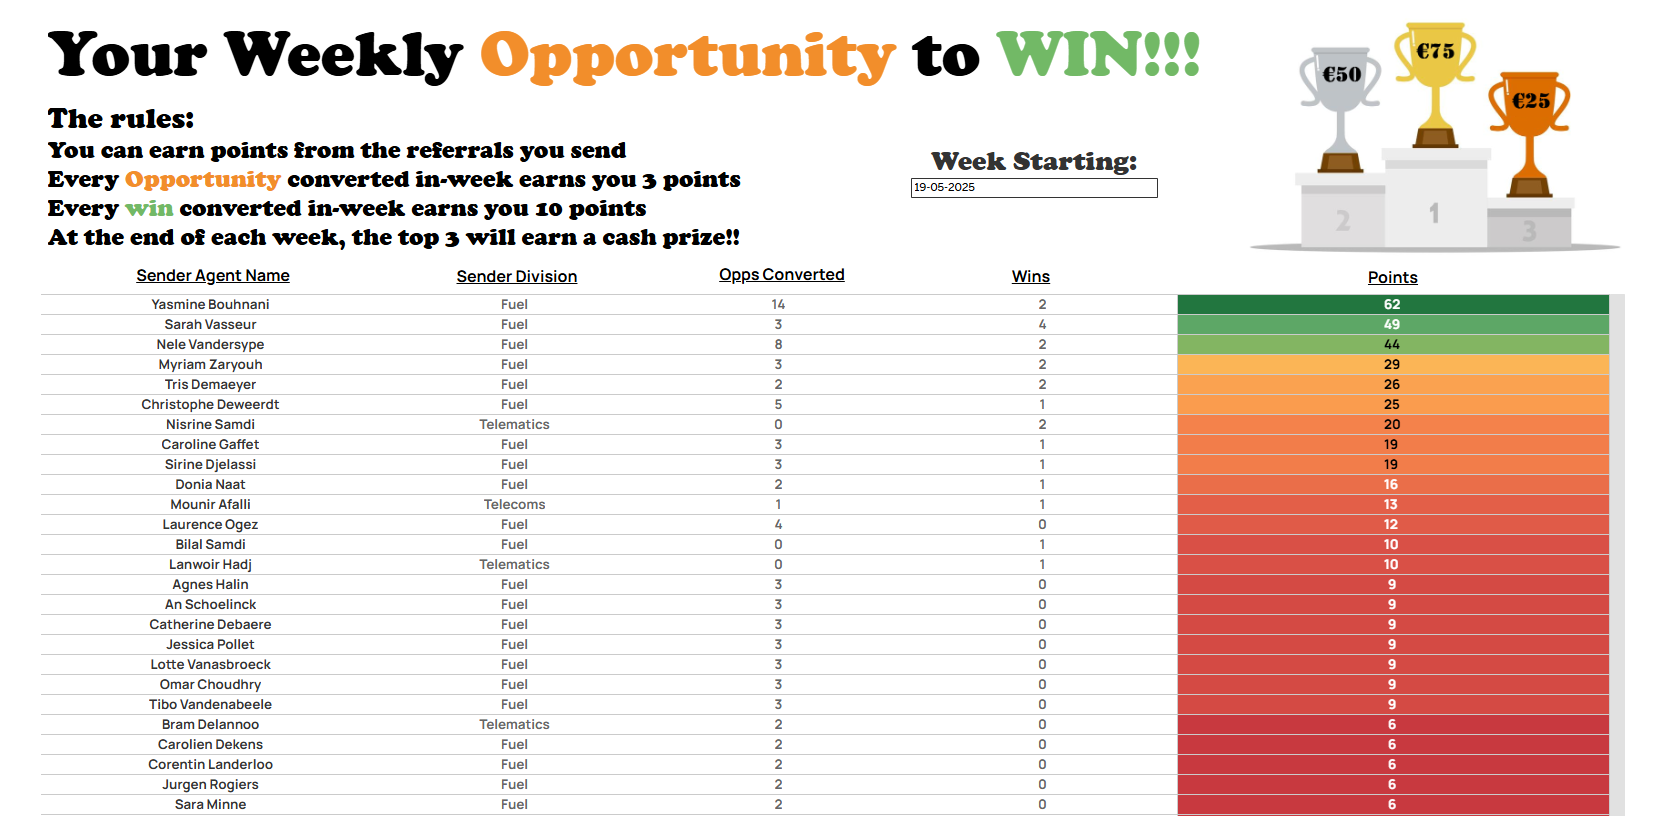 Your Weekly Opportunity to WIN!!!
€50
€75
€25
The rules:
You can earn points from the referrals you send
Every Opportunity converted in-week earns you 3 points
Every win converted in-week earns you 10 points
At the end of each week, the top 3 will earn a cash prize!!
Week Starting:
19-05-2025
2
1
3
Sender Agent Name Sender Division Opps Converted Wins Points
Yasmine Bouhnani Fuel 14 2 62
Sarah Vasseur Fuel 3 4 49
Nele Vandersype Fuel 8 2 44
Myriam Zaryouh Fuel 3 2 29
Tris Demaeyer Fuel 2 2 26
Christophe Deweerdt Fuel 5 1 25
Nisrine Samdi Telematics 0 2 20
Caroline Gaffet Fuel 3 1 19
Sirine Djelassi Fuel 3 1 19
Donia Naat Fuel 2 1 16
Mounir Afalli Telecoms 1 1 13
Laurence Ogez Fuel 4 0 12
Bilal Samdi Fuel 0 1 10
Lanwoir Hadj Telematics 0 1 10
Agnes Halin Fuel 3 0 9
An Schoelinck Fuel 3 0 9
Catherine Debaere Fuel 3 0 9
Jessica Pollet Fuel 3 0 9
Lotte Vanasbroeck Fuel 3 0 9
Omar Choudhry Fuel 3 0 9
Tibo Vandenabeele Fuel 3 0 9
Bram Delannoo Telematics 2 0 6
Carolien Dekens Fuel 2 0 6
Corentin Landerloo Fuel 2 0 6
Jurgen Rogiers Fuel 2 0 6
Sara Minne Fuel 2 0 6